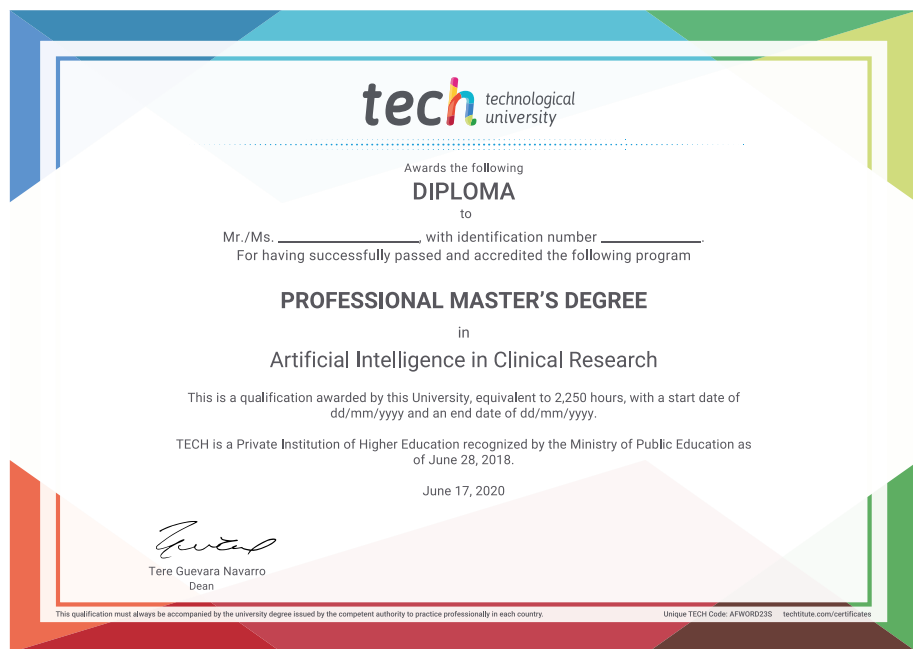 tech technological
university
Awards the following
DIPLOMA
to
Mr./Ms. ____________________, with identification number ______________.
For having successfully passed and accredited the following program
PROFESSIONAL MASTER'S DEGREE
in
Artificial Intelligence in Clinical Research
This is a qualification awarded by this University, equivalent to 2,250 hours, with a start date of
dd/mm/yyyy and an end date of dd/mm/yyyy.
TECH is a Private Institution of Higher Education recognized by the Ministry of Public Education as
of June 28, 2018.
June 17, 2020
Tere Guevara Navarro
Dean
This qualification must always be accompanied by the university degree issued by the competent authority to practice professionally in each country. Unique TECH Code: AFWORD23S techtitute.com/certificates